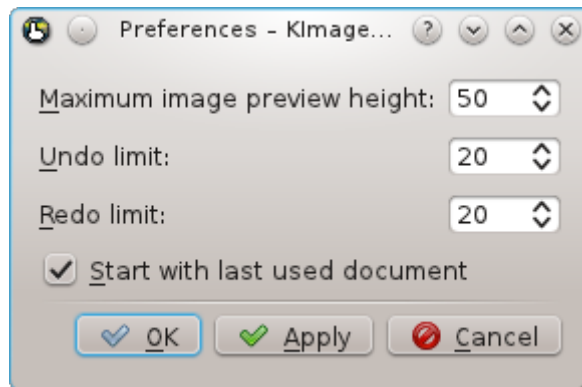 Preferences – KImage...
Maximum image preview height: 50
Undo limit: 20
Redo limit: 20
Start with last used document
OK Apply Cancel